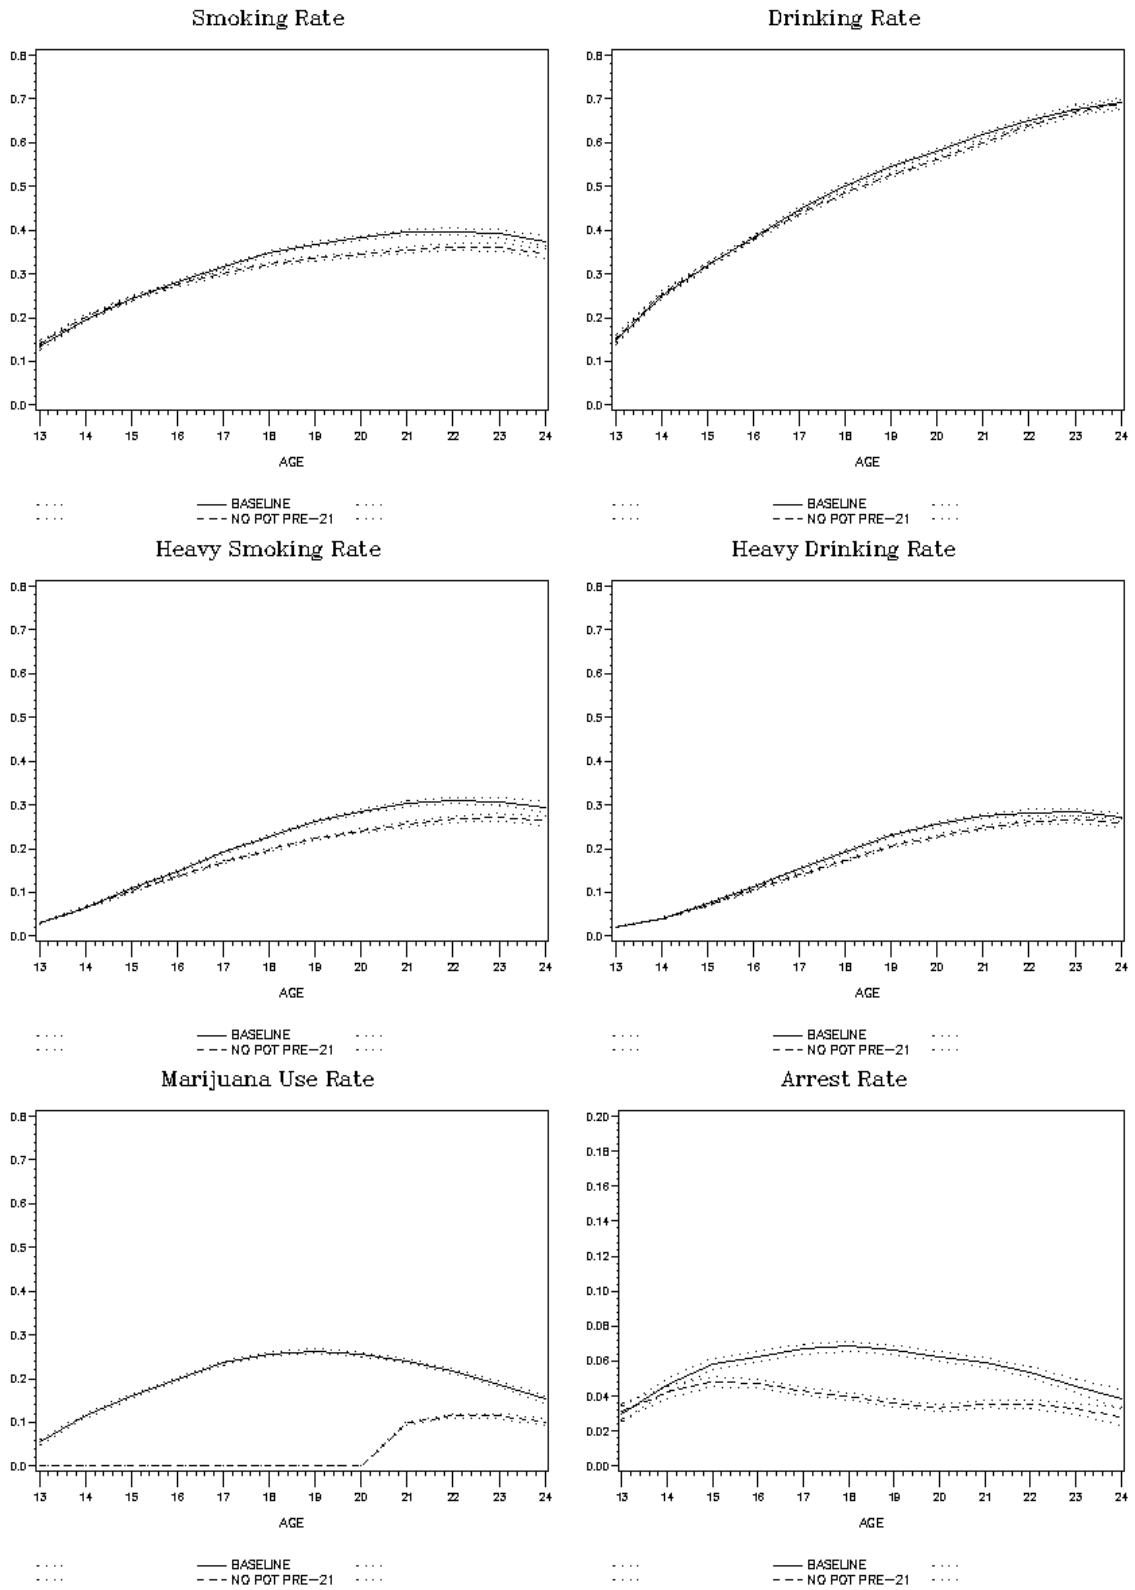 Smoking Rate
0.8
0.7
0.6
0.5
0.4
0.3
0.2
0.1
0.0
13 14 15 16 17 18 19 20 21 22 23 24
AGE
BASELINE
NO POT PRE-21
Drinking Rate
0.8
0.7
0.6
0.5
0.4
0.3
0.2
0.1
0.0
13 14 15 16 17 18 19 20 21 22 23 24
AGE
BASELINE
NO POT PRE-21
Heavy Smoking Rate
0.8
0.7
0.6
0.5
0.4
0.3
0.2
0.1
0.0
13 14 15 16 17 18 19 20 21 22 23 24
AGE
BASELINE
NO POT PRE-21
Heavy Drinking Rate
0.8
0.7
0.6
0.5
0.4
0.3
0.2
0.1
0.0
13 14 15 16 17 18 19 20 21 22 23 24
AGE
BASELINE
NO POT PRE-21
Marijuana Use Rate
0.8
0.7
0.6
0.5
0.4
0.3
0.2
0.1
0.0
13 14 15 16 17 18 19 20 21 22 23 24
AGE
BASELINE
NO POT PRE-21
Arrest Rate
0.20
0.18
0.16
0.14
0.12
0.10
0.08
0.06
0.04
0.02
0.00
13 14 15 16 17 18 19 20 21 22 23 24
AGE
BASELINE
NO POT PRE-21